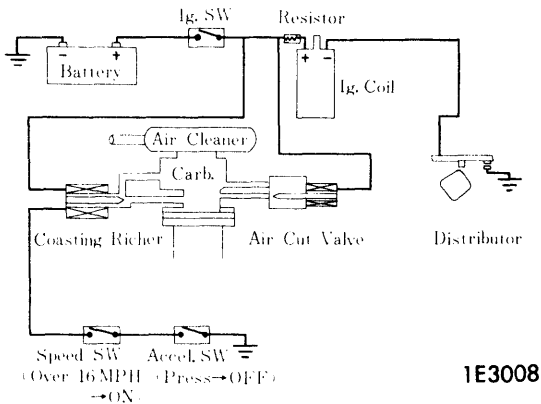 Ig. SW
Resistor
− +
Battery
+ −
Ig. Coil
Air Cleaner
Carb.
Coasting Richer
Air Cut Valve
Distributor
Speed SW
(Over 16 MPH
→ON)
Accel. SW
(Press→OFF)
1E3008